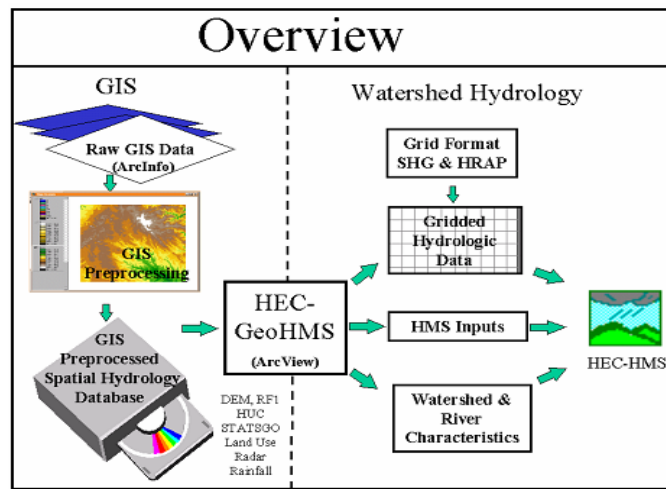 Overview
GIS
Raw GIS Data
(ArcInfo)
GIS
Preprocessing
GIS
Preprocessed
Spatial Hydrology
Database
DEM, RF1
HUC
STATSGO
Land Use
Radar
Rainfall
HEC-
GeoHMS
(ArcView)
Watershed Hydrology
Grid Format
SHG & HRAP
Gridded
Hydrologic
Data
HMS Inputs
Watershed &
River
Characteristics
HEC-HMS